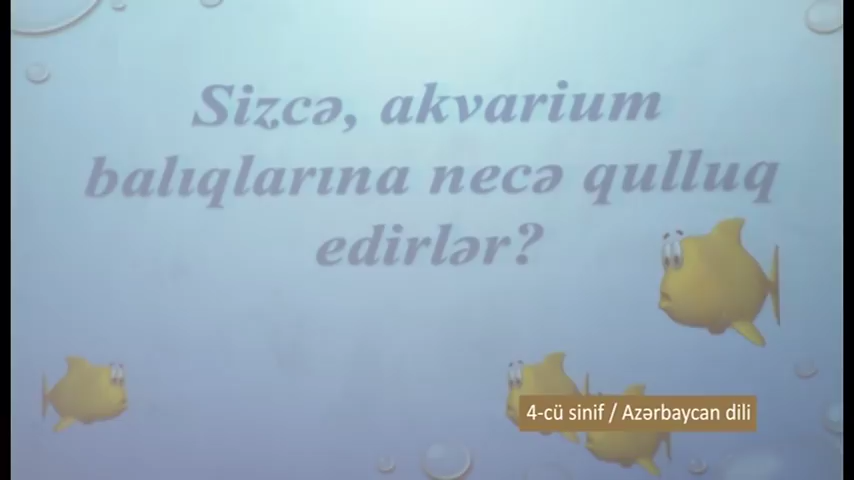 Sizcə, akvarium
balıqlarına necə qulluq
edirlər?
4-cü sinif / Azərbaycan dili